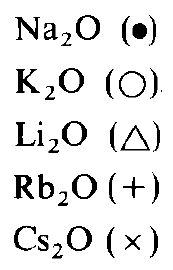 Na₂O (●)
K₂O (○)
Li₂O (△)
Rb₂O (+)
Cs₂O (×)